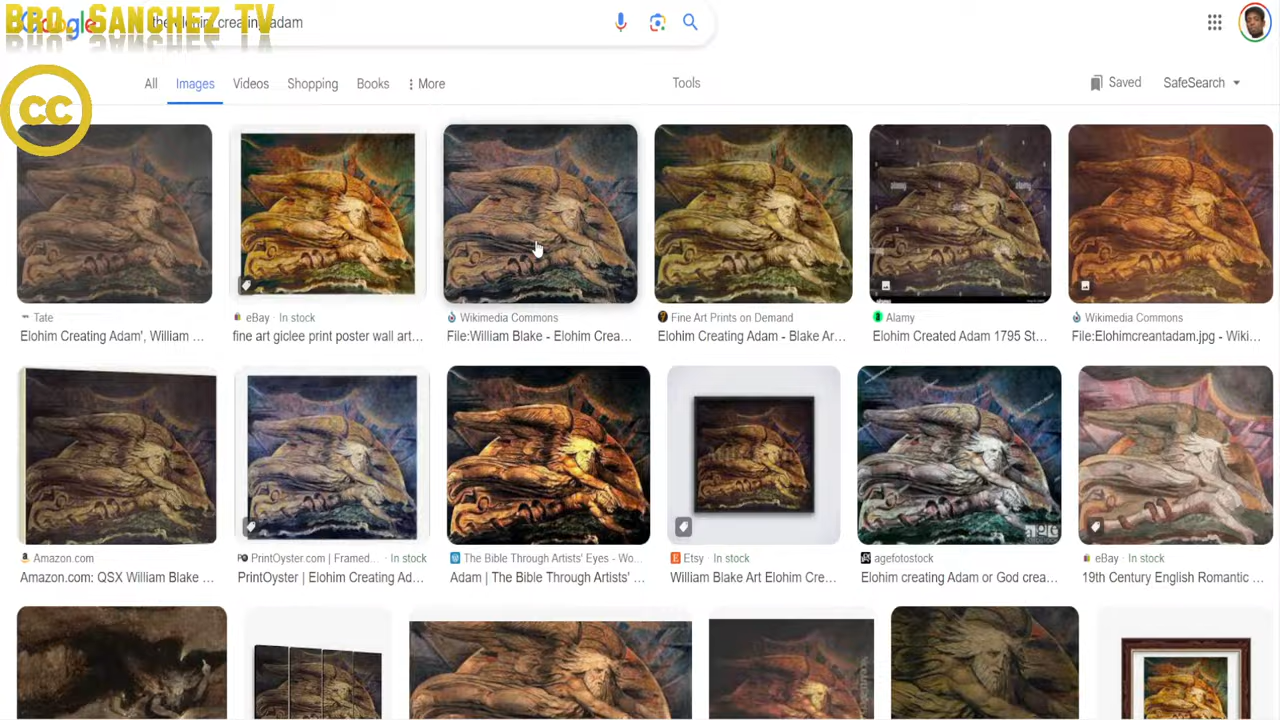 BRO. SANCHEZ TV
the elohim creating adam
CC
All Images Videos Shopping Books More Tools
Saved SafeSearch
Tate
Elohim Creating Adam', William ...
eBay · In stock
fine art giclee print poster wall art...
Wikimedia Commons
File:William Blake - Elohim Crea...
Fine Art Prints on Demand
Elohim Creating Adam - Blake Ar...
Alamy
Elohim Created Adam 1795 St...
Wikimedia Commons
File:Elohimcreantadam.jpg - Wiki...
Amazon.com
Amazon.com: QSX William Blake ...
PrintOyster.com | Framed... · In stock
PrintOyster | Elohim Creating Ad...
The Bible Through Artists' Eyes - Wo...
Adam | The Bible Through Artists' ...
Etsy · In stock
William Blake Art Elohim Cre...
agefotostock
Elohim creating Adam or God crea...
eBay · In stock
19th Century English Romantic ...